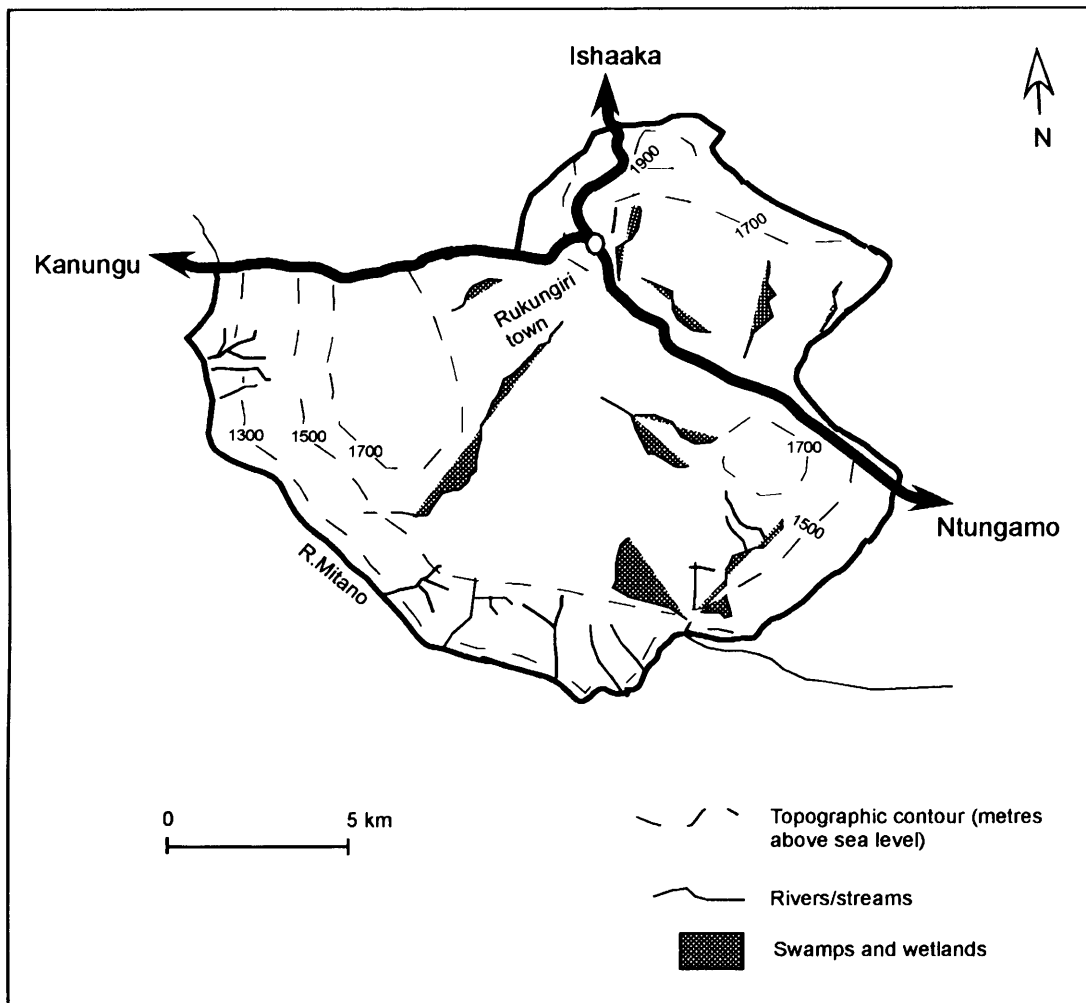 Ishaaka
N
1900
1700
Kanungu
Rukungiri
town
1300
1500
1700
1700
1500
Ntungamo
R.Mitano
0
5 km
Topographic contour (metres
above sea level)
Rivers/streams
Swamps and wetlands